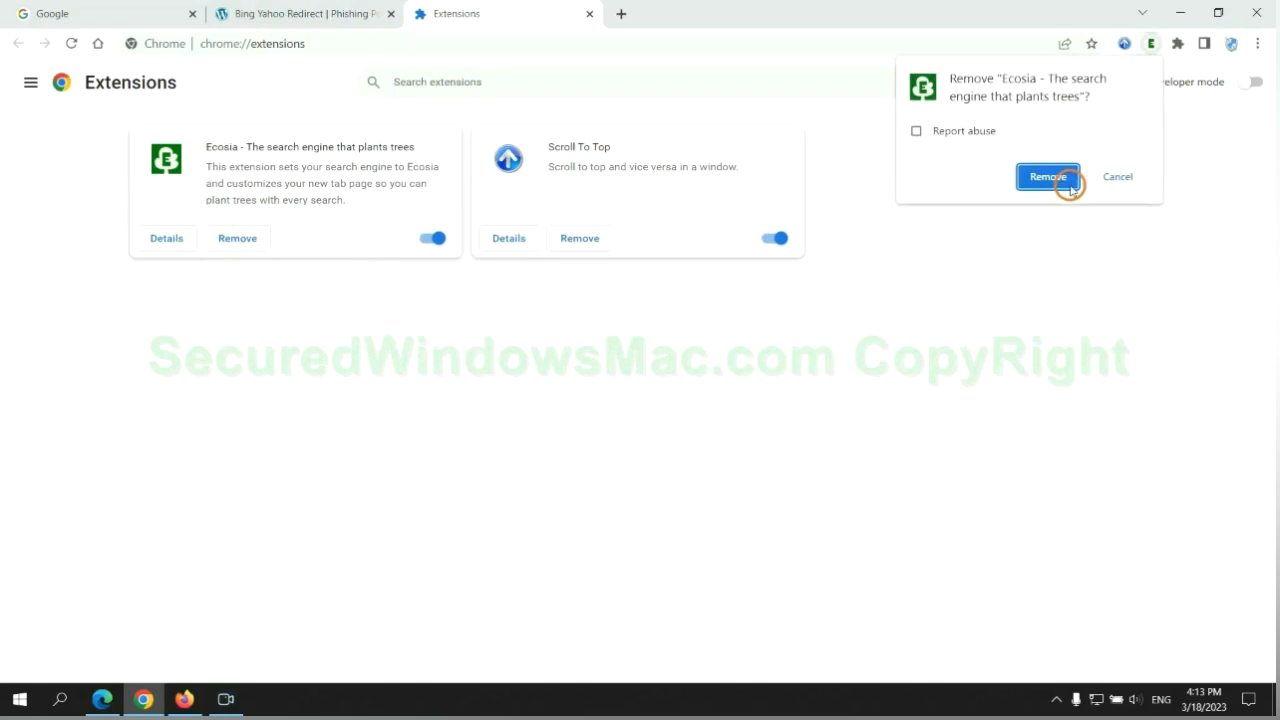 Google
Bing Yahoo Redirect | Phishing P
Extensions
Chrome
chrome://extensions
Extensions
Search extensions
eloper mode
Remove "Ecosia - The search
engine that plants trees"?
Report abuse
Remove
Cancel
Ecosia - The search engine that plants trees
This extension sets your search engine to Ecosia
and customizes your new tab page so you can
plant trees with every search.
Details
Remove
Scroll To Top
Scroll to top and vice versa in a window.
Details
Remove
SecuredWindowsMac.com CopyRight
ENG
4:13 PM
3/18/2023